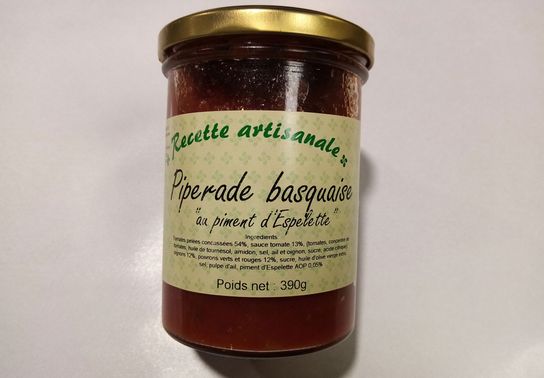 Recette artisanale
Piperade basquaise
"au piment d'Espelette"
Ingredients
Tomates pelées concassées 54%, sauce tomate 13%, (tomates, concentré de
tomates, huile de tournesol, amidon, sel, ail et oignon, sucre, acide citrique)
oignons 12%, poivrons verts et rouges 12%, sucre, huile d'olive vierge extra,
sel, pulpe d'ail, piment d'Espelette AOP 0,05%
Poids net : 390g